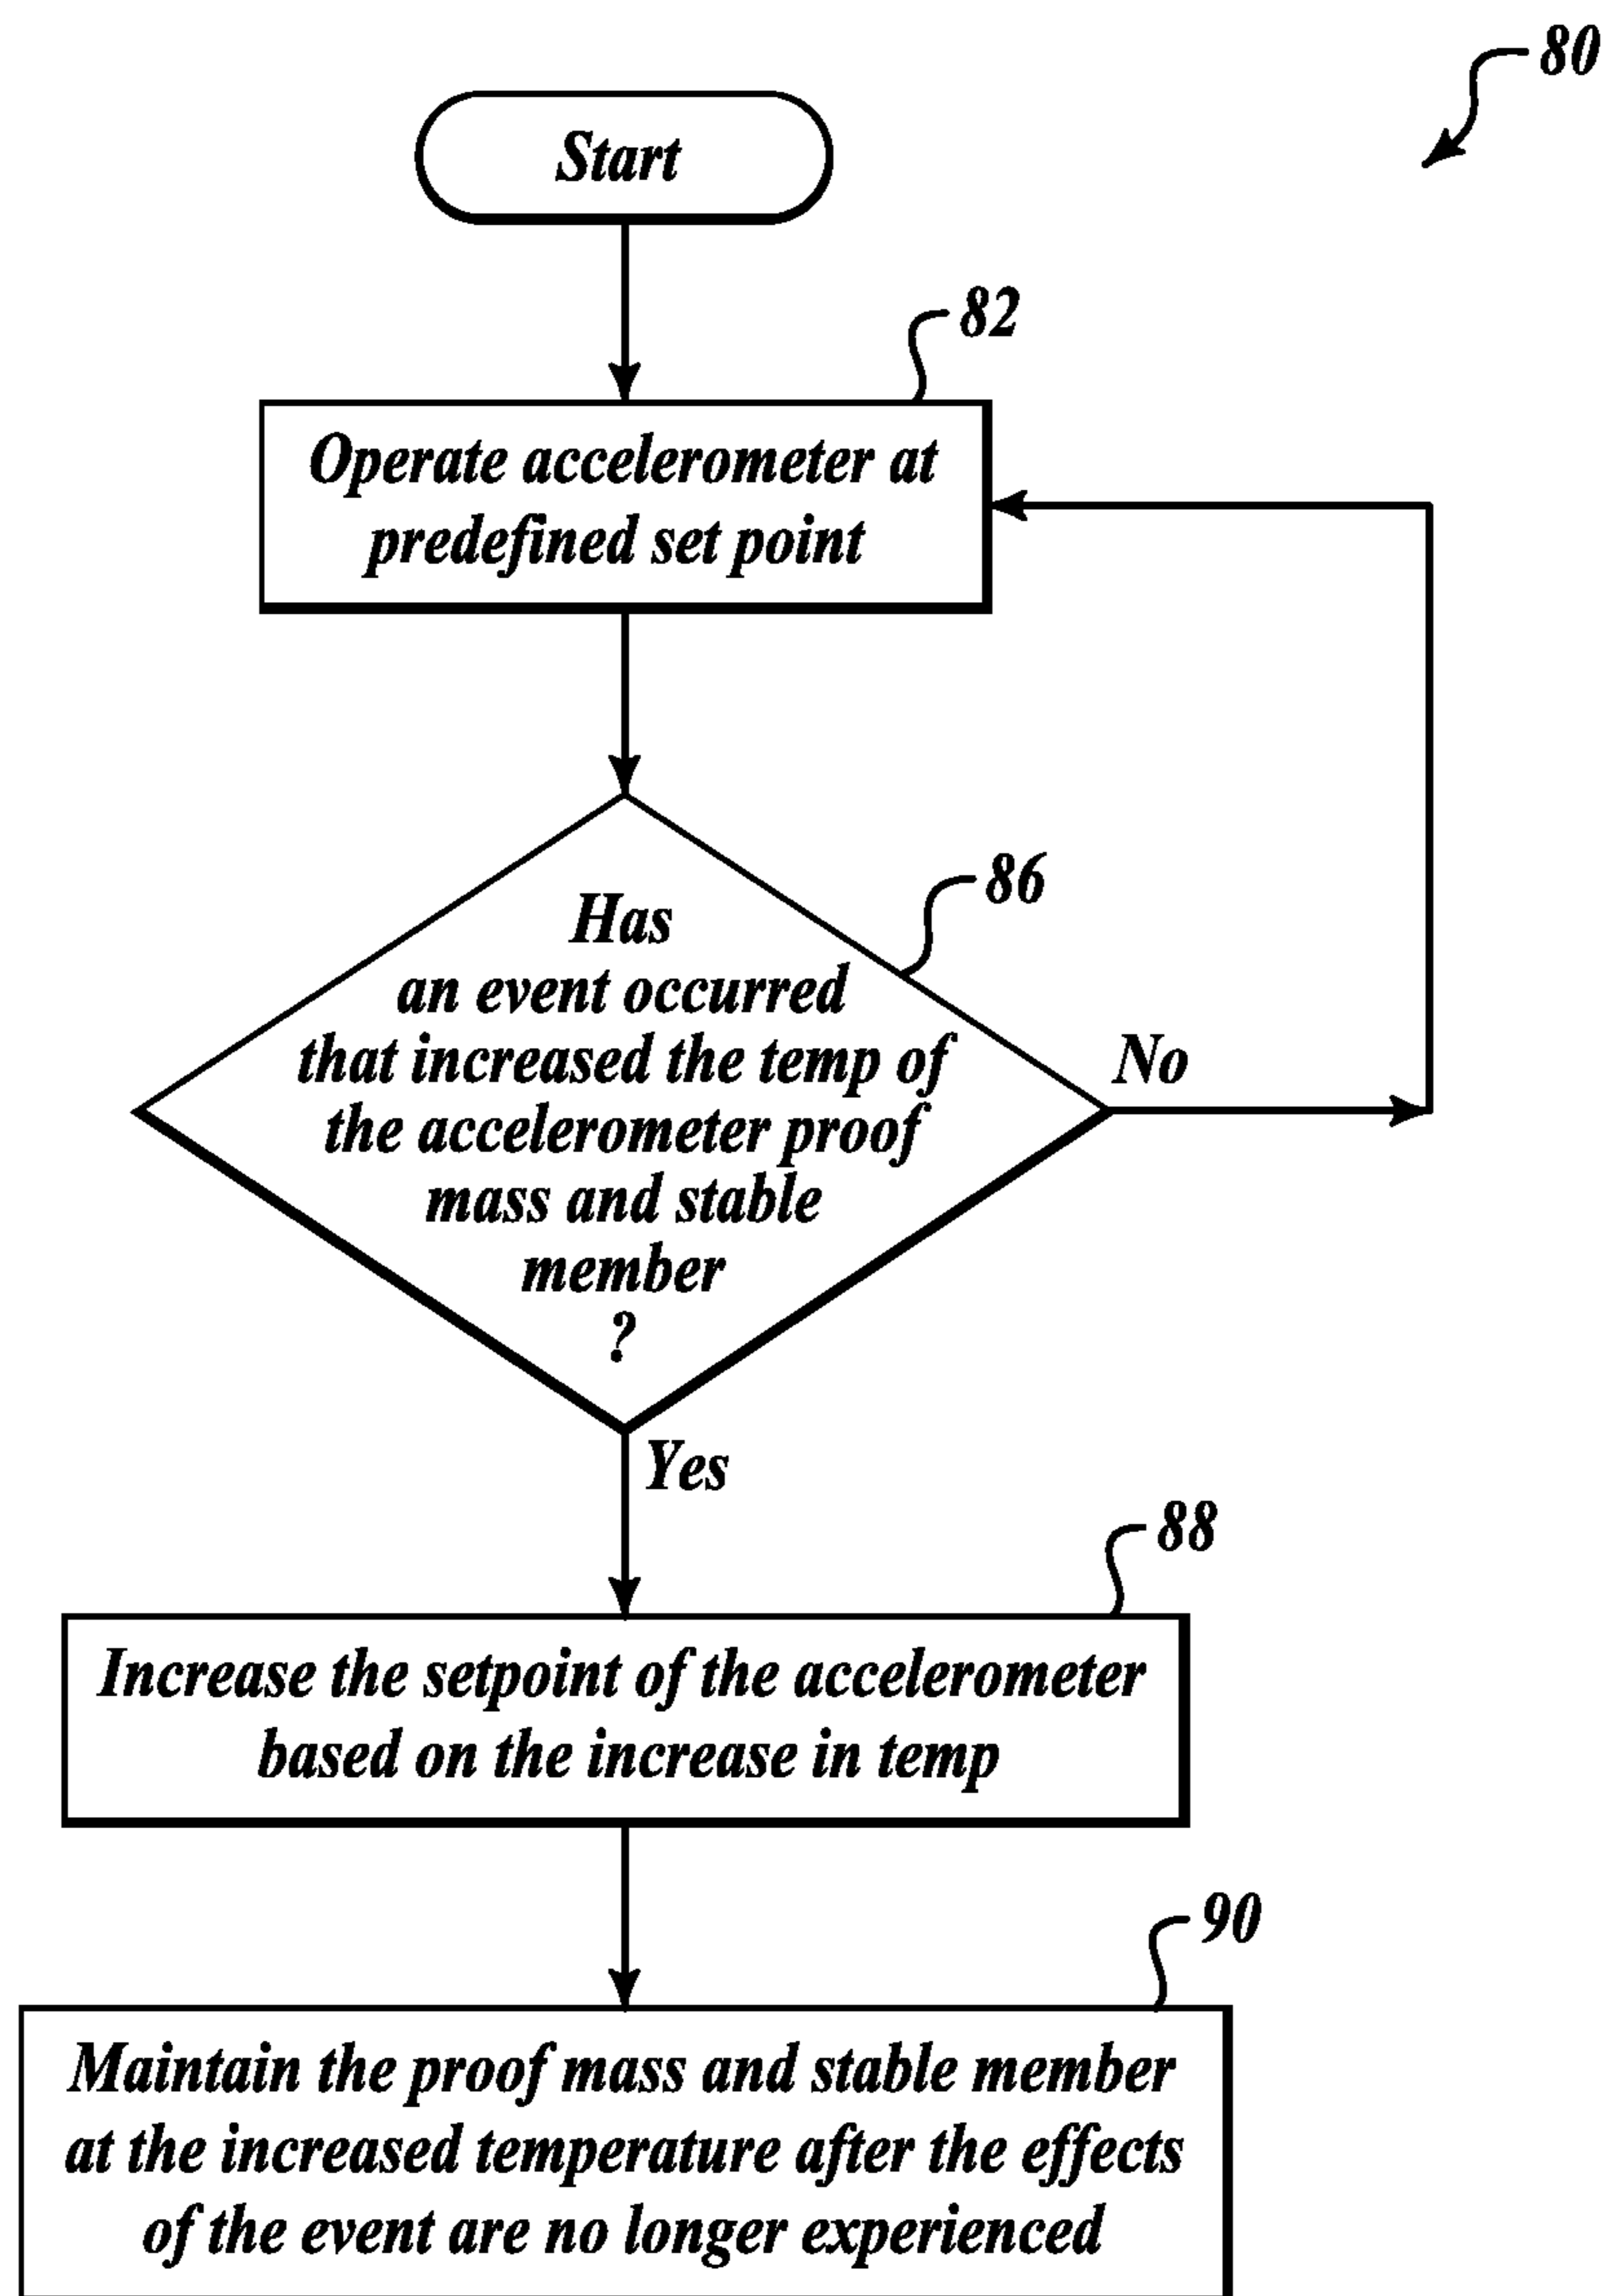 80
Start
82
Operate accelerometer at
predefined set point
86
Has
an event occurred
that increased the temp of
the accelerometer proof
mass and stable
member
?
No
Yes
88
Increase the setpoint of the accelerometer
based on the increase in temp
90
Maintain the proof mass and stable member
at the increased temperature after the effects
of the event are no longer experienced